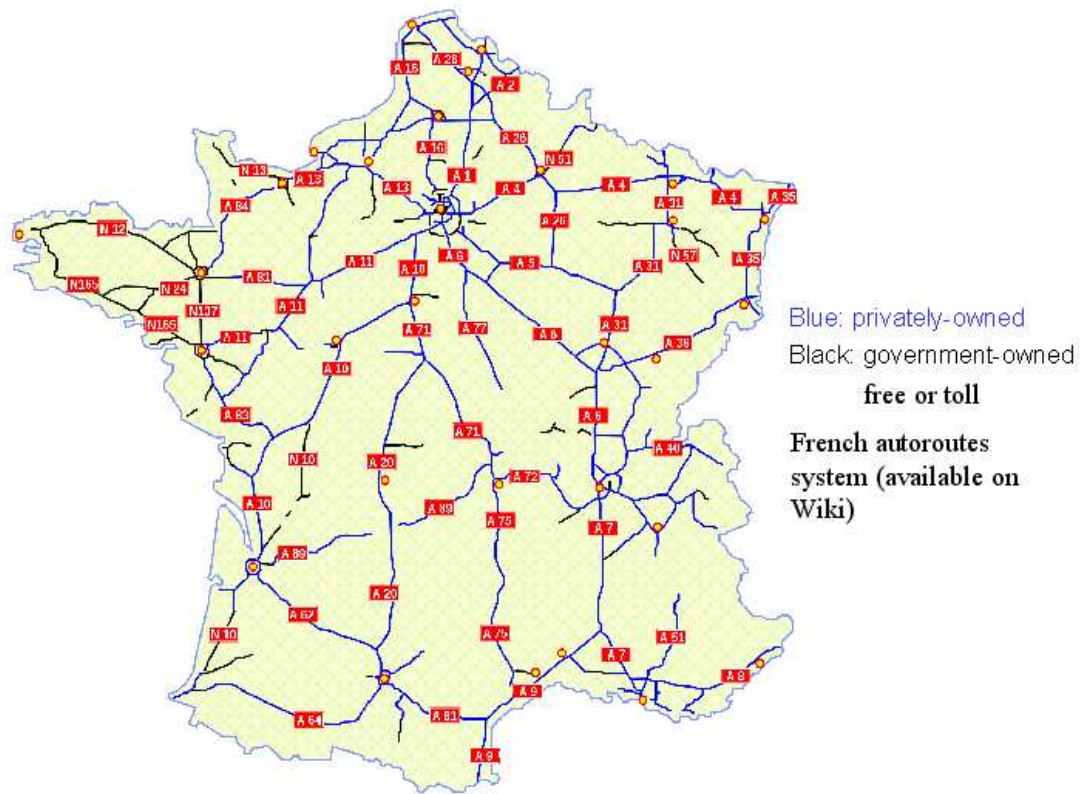 A 16
A 2
A 26
A 16
N 51
A 1
N 13
A 13
A 13
A 4
A 4
A 4
A 35
A 31
A 84
A 26
N 12
A 6
N 57
A 35
A 11
A 10
A 5
A 31
A 81
N165
N 24
A 11
N137
Blue: privately-owned
N165
A 11
A 71
A 77
A 31
A 36
Black: government-owned
A 10
free or toll
A 83
A 6
A 71
French autoroutes
A 40
N 10
A 20
system (available on
A 72
A 10
A 89
Wiki)
A 75
A 7
A 89
A 20
A 62
N 10
A 75
A 51
A 7
A 8
A 9
A 64
A 61
A 9